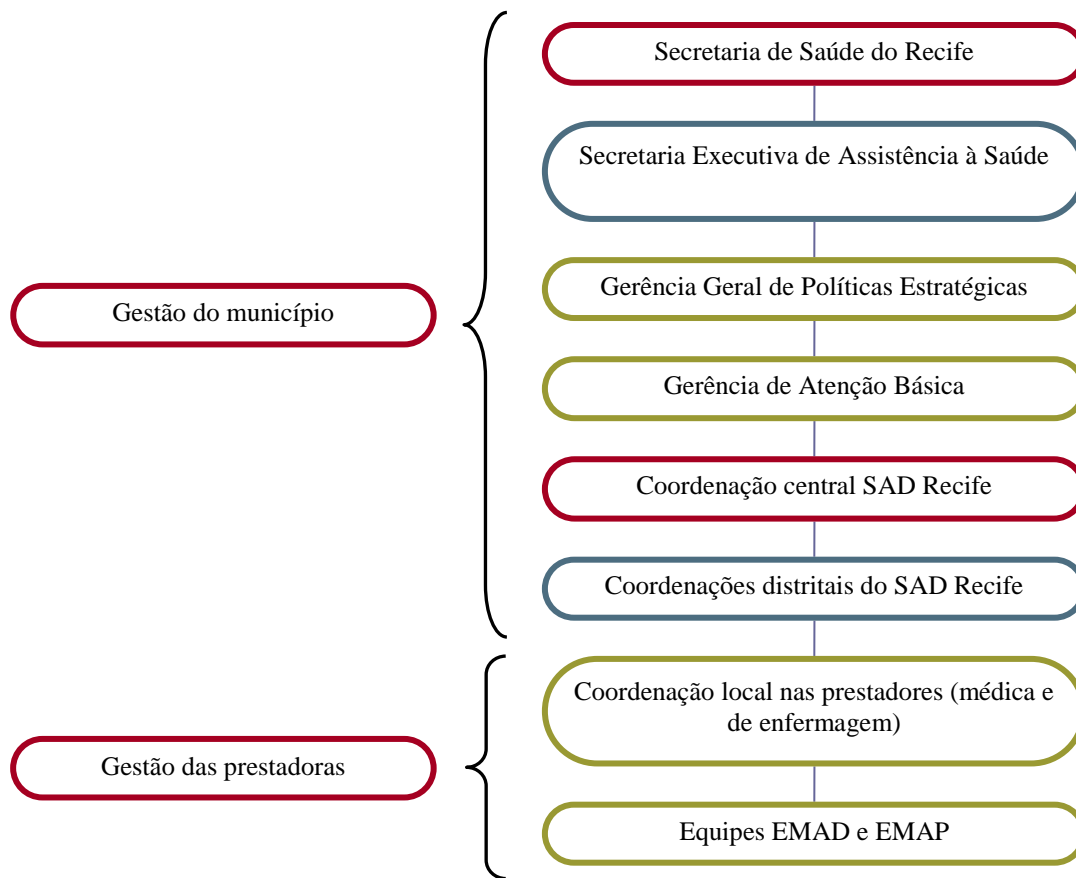 Secretaria de Saúde do Recife
Secretaria Executiva de Assistência à Saúde
Gerência Geral de Políticas Estratégicas
Gestão do município
Gerência de Atenção Básica
Coordenação central SAD Recife
Coordenações distritais do SAD Recife
Coordenação local nas prestadores (médica e
de enfermagem)
Gestão das prestadoras
Equipes EMAD e EMAP